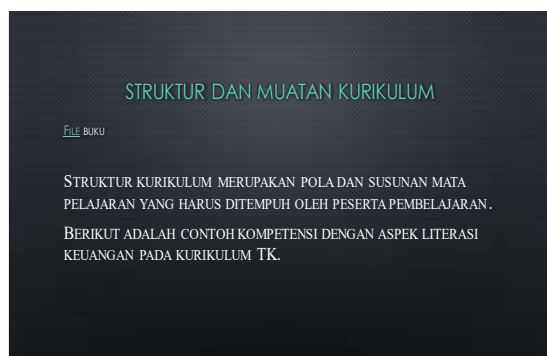 STRUKTUR DAN MUATAN KURIKULUM
FILE BUKU
STRUKTUR KURIKULUM MERUPAKAN POLA DAN SUSUNAN MATA
PELAJARAN YANG HARUS DITEMPUH OLEH PESERTA PEMBELAJARAN.
BERIKUT ADALAH CONTOH KOMPETENSI DENGAN ASPEK LITERASI
KEUANGAN PADA KURIKULUM TK.